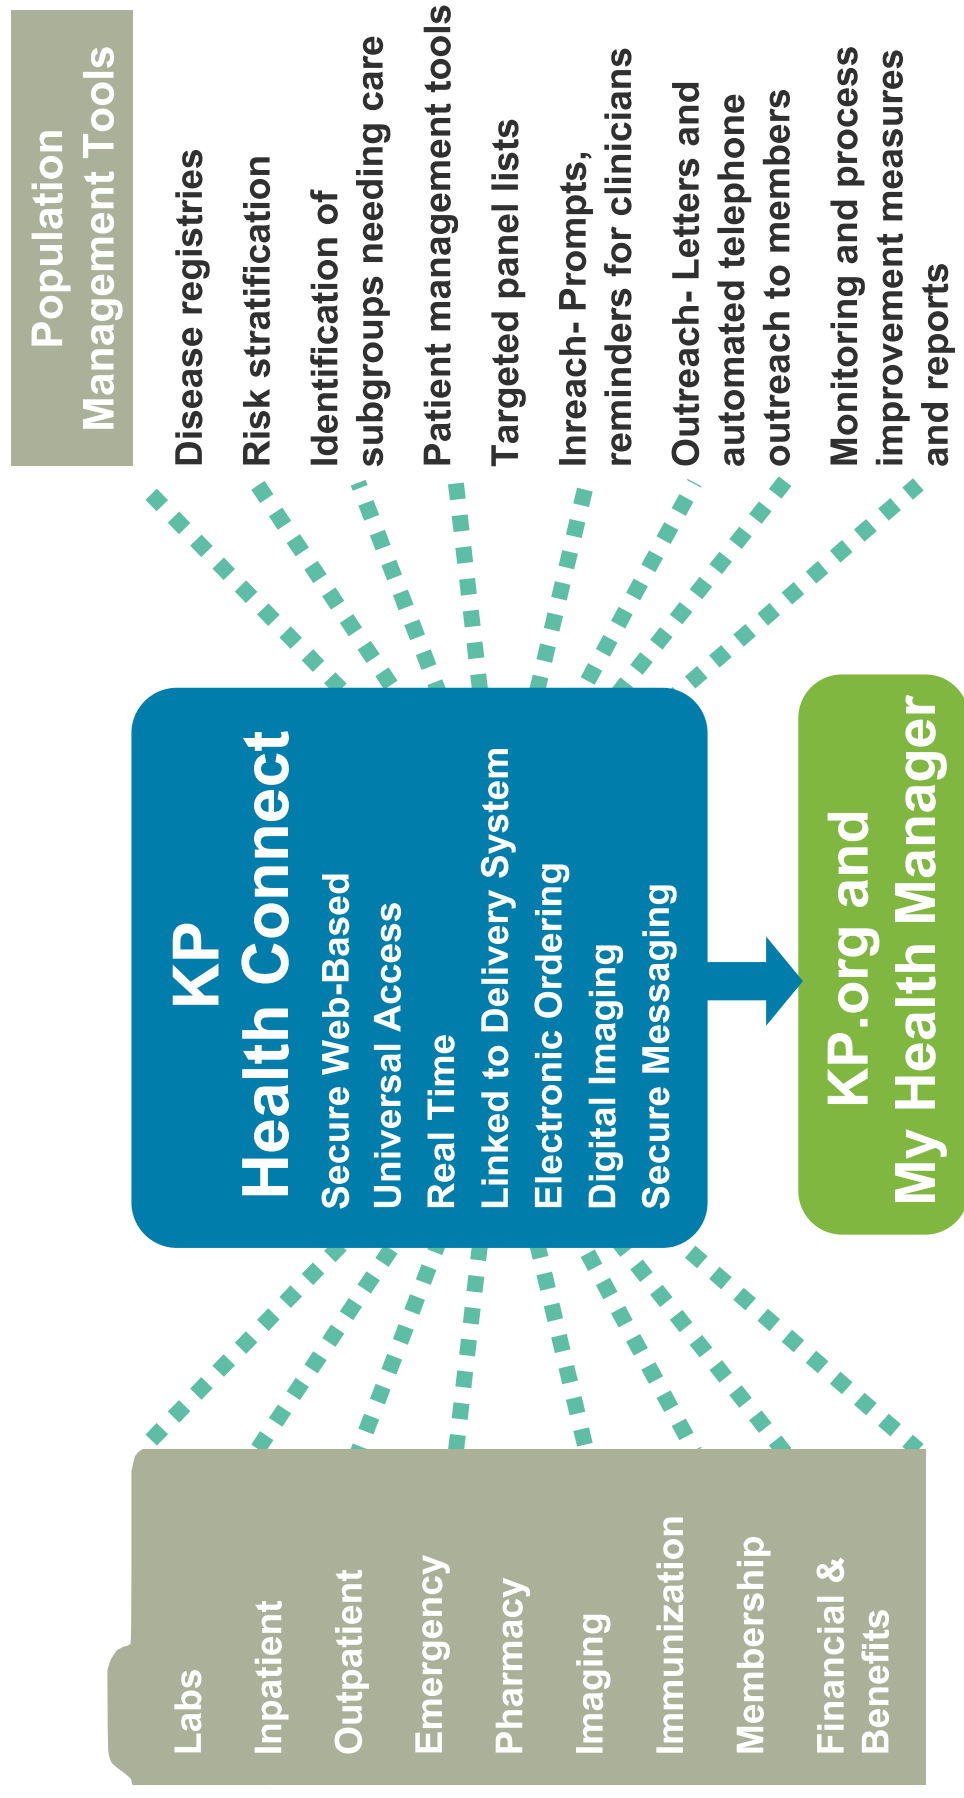 Labs
Inpatient
Outpatient
Emergency
Pharmacy
Imaging
Immunization
Membership
Financial &
Benefits
KP
Health Connect
Secure Web-Based
Universal Access
Real Time
Linked to Delivery System
Electronic Ordering
Digital Imaging
Secure Messaging
KP.org and
My Health Manager
Population
Management Tools
Disease registries
Risk stratification
Identification of
subgroups needing care
Patient management tools
Targeted panel lists
Inreach- Prompts,
reminders for clinicians
Outreach- Letters and
automated telephone
outreach to members
Monitoring and process
improvement measures
and reports